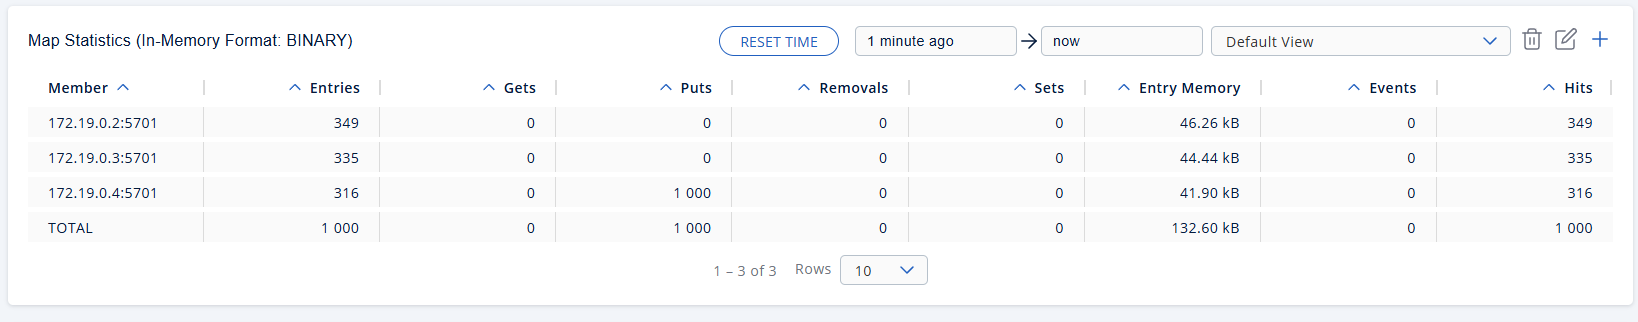 Map Statistics (In-Memory Format: BINARY) RESET TIME 1 minute ago now Default View
Member Entries Gets Puts Removals Sets Entry Memory Events Hits
172.19.0.2:5701 349 0 0 0 0 46.26 kB 0 349
172.19.0.3:5701 335 0 0 0 0 44.44 kB 0 335
172.19.0.4:5701 316 0 1 000 0 0 41.90 kB 0 316
TOTAL 1 000 0 1 000 0 0 132.60 kB 0 1 000
1 – 3 of 3 Rows 10